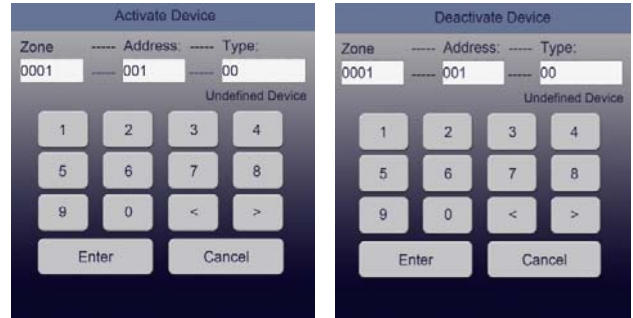 Activate Device
Zone ----- Address: ----- Type:
0001 ----- 001 ----- 00
Undefined Device
1 2 3 4
5 6 7 8
9 0 < >
Enter Cancel
Deactivate Device
Zone ----- Address: ----- Type:
0001 ----- 001 ----- 00
Undefined Device
1 2 3 4
5 6 7 8
9 0 < >
Enter Cancel